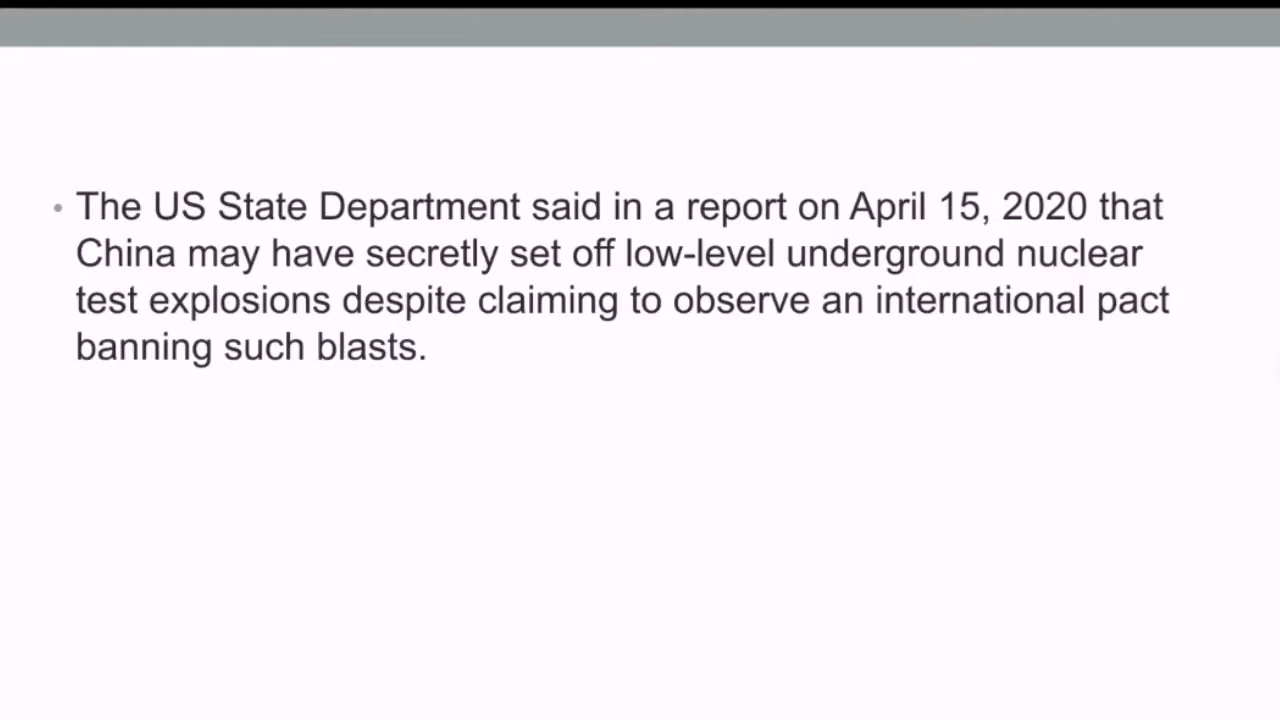 • The US State Department said in a report on April 15, 2020 that
China may have secretly set off low-level underground nuclear
test explosions despite claiming to observe an international pact
banning such blasts.